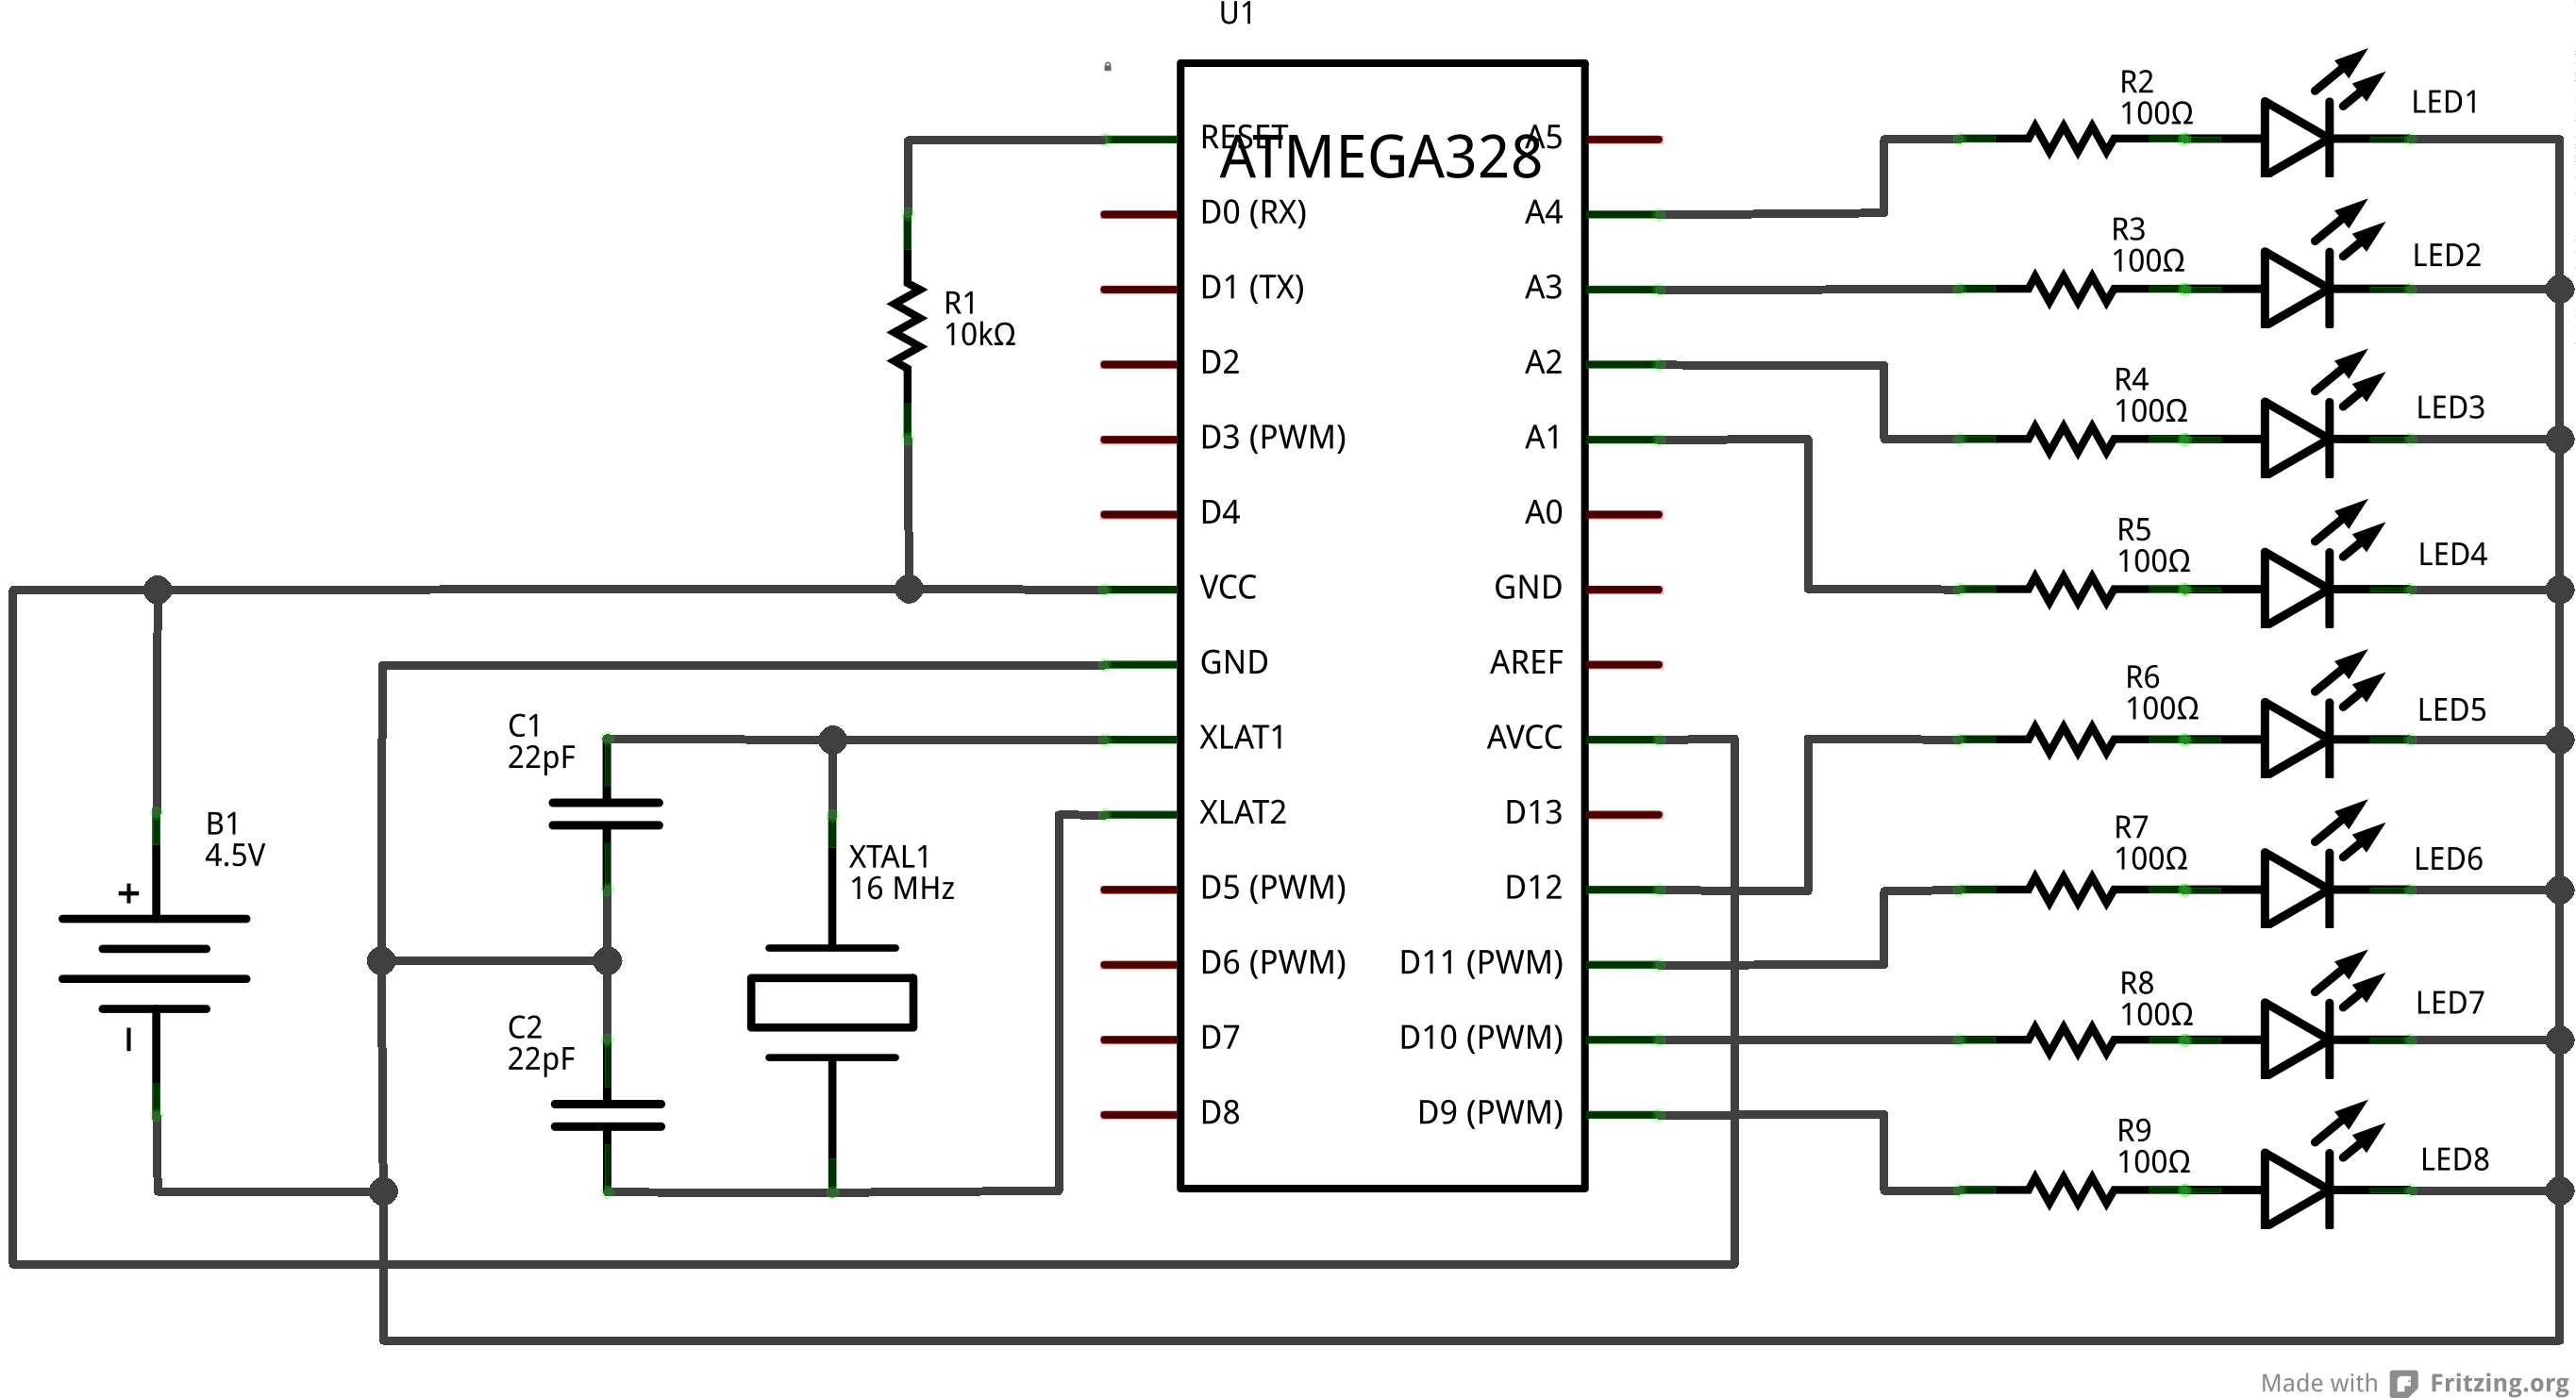 U1
ATMEGA328
RESET
D0 (RX)
D1 (TX)
D2
D3 (PWM)
D4
VCC
GND
XLAT1
XLAT2
D5 (PWM)
D6 (PWM)
D7
D8
A5
A4
A3
A2
A1
A0
GND
AREF
AVCC
D13
D12
D11 (PWM)
D10 (PWM)
D9 (PWM)
R1
10kΩ
B1
4.5V
+
−
C1
22pF
C2
22pF
XTAL1
16 MHz
R2
100Ω
LED1
R3
100Ω
LED2
R4
100Ω
LED3
R5
100Ω
LED4
R6
100Ω
LED5
R7
100Ω
LED6
R8
100Ω
LED7
R9
100Ω
LED8
Made with Fritzing.org